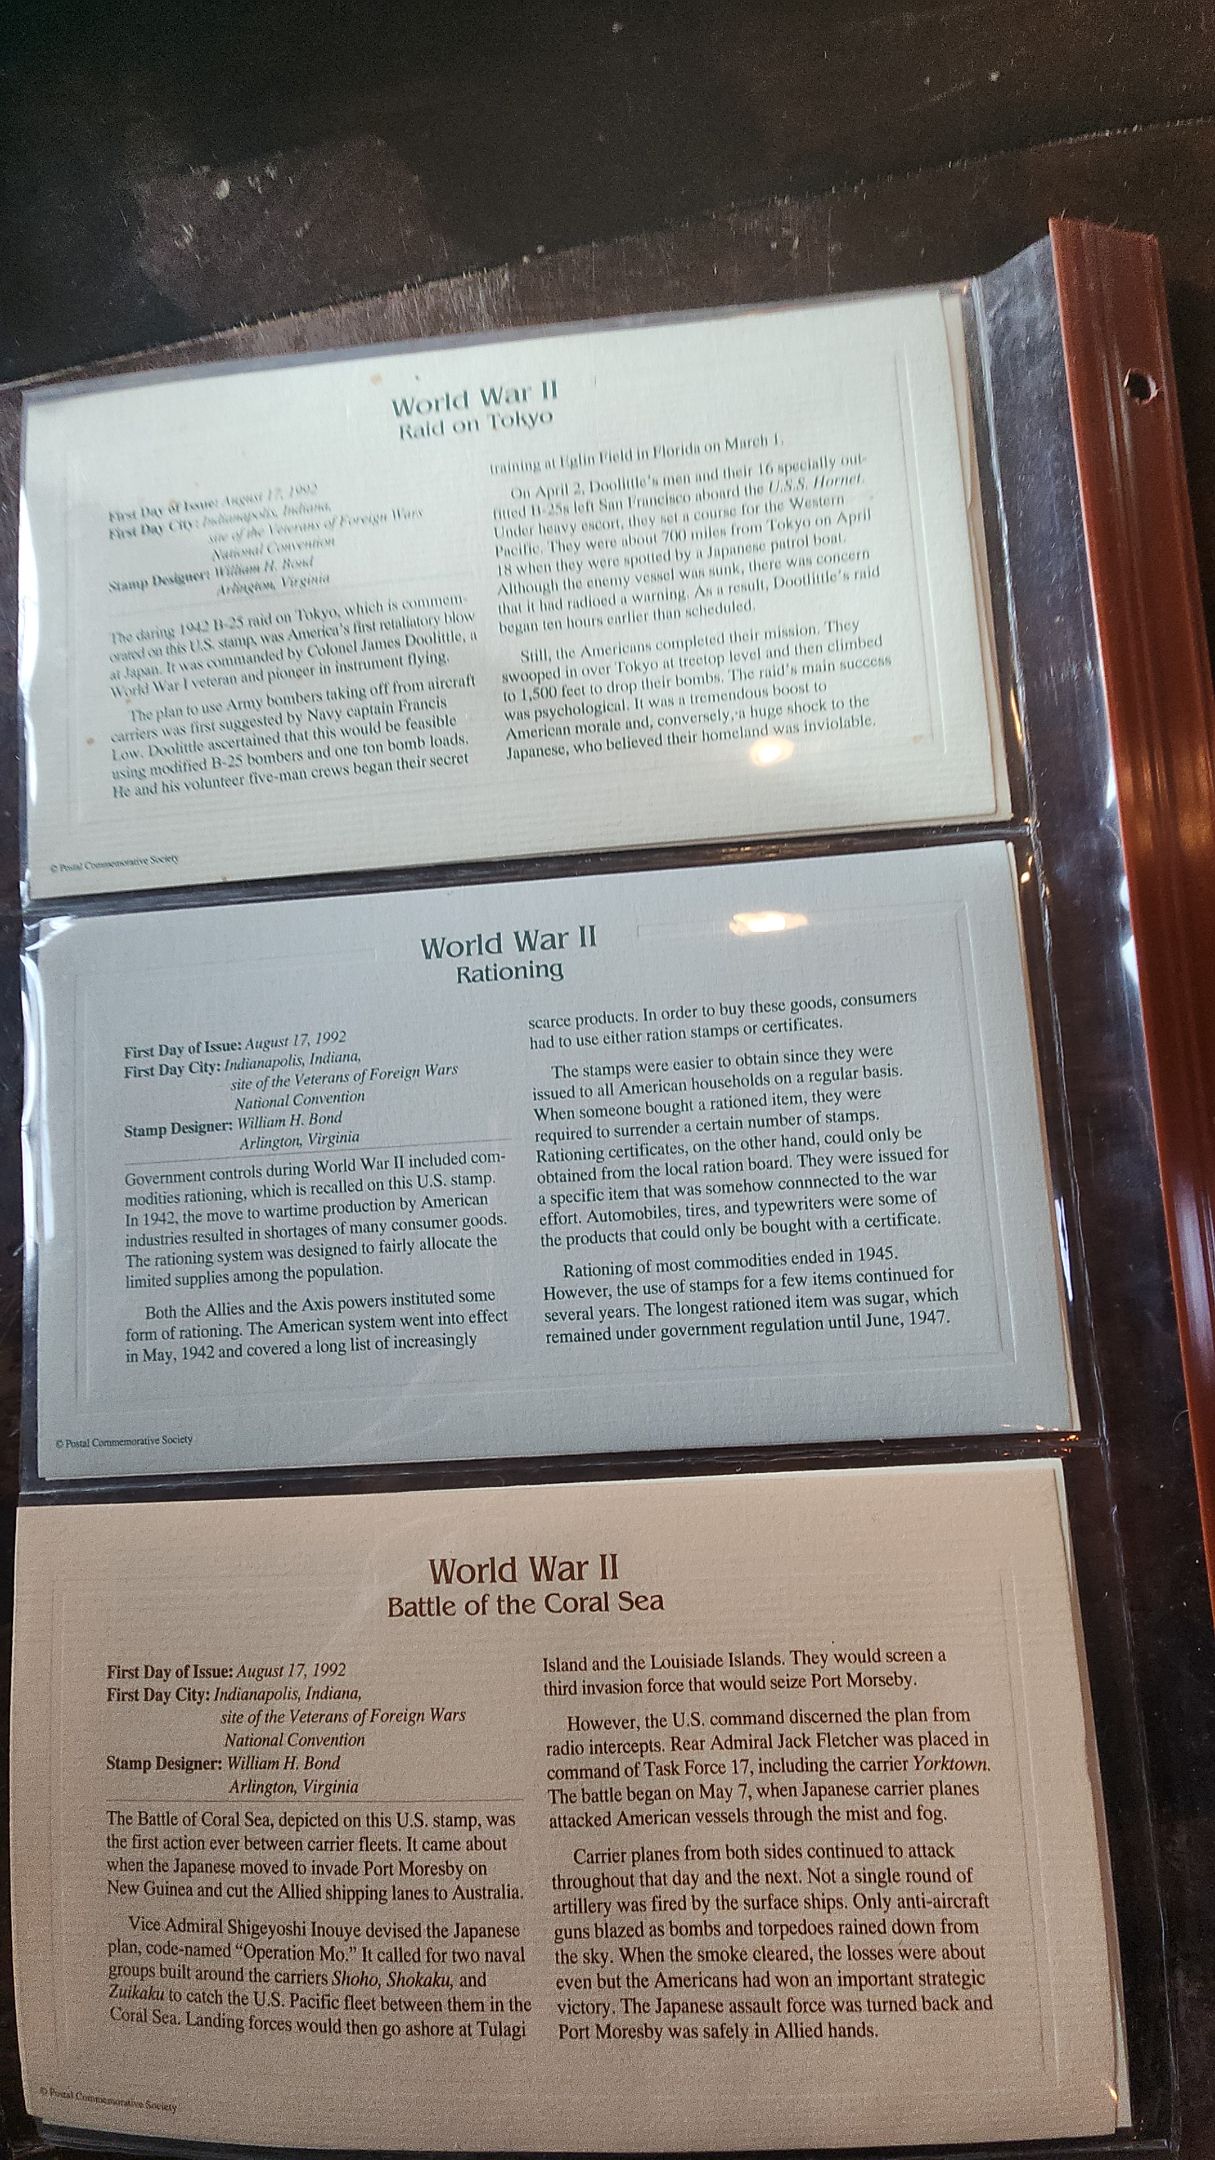 World War II
Raid on Tokyo
First Day of Issue: August 17, 1992
First Day City: Indianapolis, Indiana,
site of the Veterans of Foreign Wars
National Convention
Stamp Designer: William H. Bond
Arlington, Virginia
The daring 1942 B-25 raid on Tokyo, which is commem-
orated on this U.S. stamp, was America's first retaliatory blow
at Japan. It was commanded by Colonel James Doolittle, a
World War I veteran and pioneer in instrument flying.
The plan to use Army bombers taking off from aircraft
carriers was first suggested by Navy captain Francis
Low. Doolittle ascertained that this would be feasible
using modified B-25 bombers and one ton bomb loads.
He and his volunteer five-man crews began their secret
training at Eglin Field in Florida on March 1.
On April 2, Doolittle's men and their 16 specially out-
fitted B-25s left San Francisco aboard the U.S.S. Hornet.
Under heavy escort, they set a course for the Western
Pacific. They were about 700 miles from Tokyo on April
18 when they were spotted by a Japanese patrol boat.
Although the enemy vessel was sunk, there was concern
that it had radioed a warning. As a result, Dootlittle's raid
began ten hours earlier than scheduled.
Still, the Americans completed their mission. They
swooped in over Tokyo at treetop level and then climbed
to 1,500 feet to drop their bombs. The raid's main success
was psychological. It was a tremendous boost to
American morale and, conversely, a huge shock to the
Japanese, who believed their homeland was inviolable.
© Postal Commemorative Society
World War II
Rationing
First Day of Issue: August 17, 1992
First Day City: Indianapolis, Indiana,
site of the Veterans of Foreign Wars
National Convention
Stamp Designer: William H. Bond
Arlington, Virginia
Government controls during World War II included com-
modities rationing, which is recalled on this U.S. stamp.
In 1942, the move to wartime production by American
industries resulted in shortages of many consumer goods.
The rationing system was designed to fairly allocate the
limited supplies among the population.
Both the Allies and the Axis powers instituted some
form of rationing. The American system went into effect
in May, 1942 and covered a long list of increasingly
scarce products. In order to buy these goods, consumers
had to use either ration stamps or certificates.
The stamps were easier to obtain since they were
issued to all American households on a regular basis.
When someone bought a rationed item, they were
required to surrender a certain number of stamps.
Rationing certificates, on the other hand, could only be
obtained from the local ration board. They were issued for
a specific item that was somehow connnected to the war
effort. Automobiles, tires, and typewriters were some of
the products that could only be bought with a certificate.
Rationing of most commodities ended in 1945.
However, the use of stamps for a few items continued for
several years. The longest rationed item was sugar, which
remained under government regulation until June, 1947.
© Postal Commemorative Society
World War II
Battle of the Coral Sea
First Day of Issue: August 17, 1992
First Day City: Indianapolis, Indiana,
site of the Veterans of Foreign Wars
National Convention
Stamp Designer: William H. Bond
Arlington, Virginia
The Battle of Coral Sea, depicted on this U.S. stamp, was
the first action ever between carrier fleets. It came about
when the Japanese moved to invade Port Moresby on
New Guinea and cut the Allied shipping lanes to Australia.
Vice Admiral Shigeyoshi Inouye devised the Japanese
plan, code-named "Operation Mo." It called for two naval
groups built around the carriers Shoho, Shokaku, and
Zuikaku to catch the U.S. Pacific fleet between them in the
Coral Sea. Landing forces would then go ashore at Tulagi
Island and the Louisiade Islands. They would screen a
third invasion force that would seize Port Morseby.
However, the U.S. command discerned the plan from
radio intercepts. Rear Admiral Jack Fletcher was placed in
command of Task Force 17, including the carrier Yorktown.
The battle began on May 7, when Japanese carrier planes
attacked American vessels through the mist and fog.
Carrier planes from both sides continued to attack
throughout that day and the next. Not a single round of
artillery was fired by the surface ships. Only anti-aircraft
guns blazed as bombs and torpedoes rained down from
the sky. When the smoke cleared, the losses were about
even but the Americans had won an important strategic
victory. The Japanese assault force was turned back and
Port Moresby was safely in Allied hands.
© Postal Commemorative Society